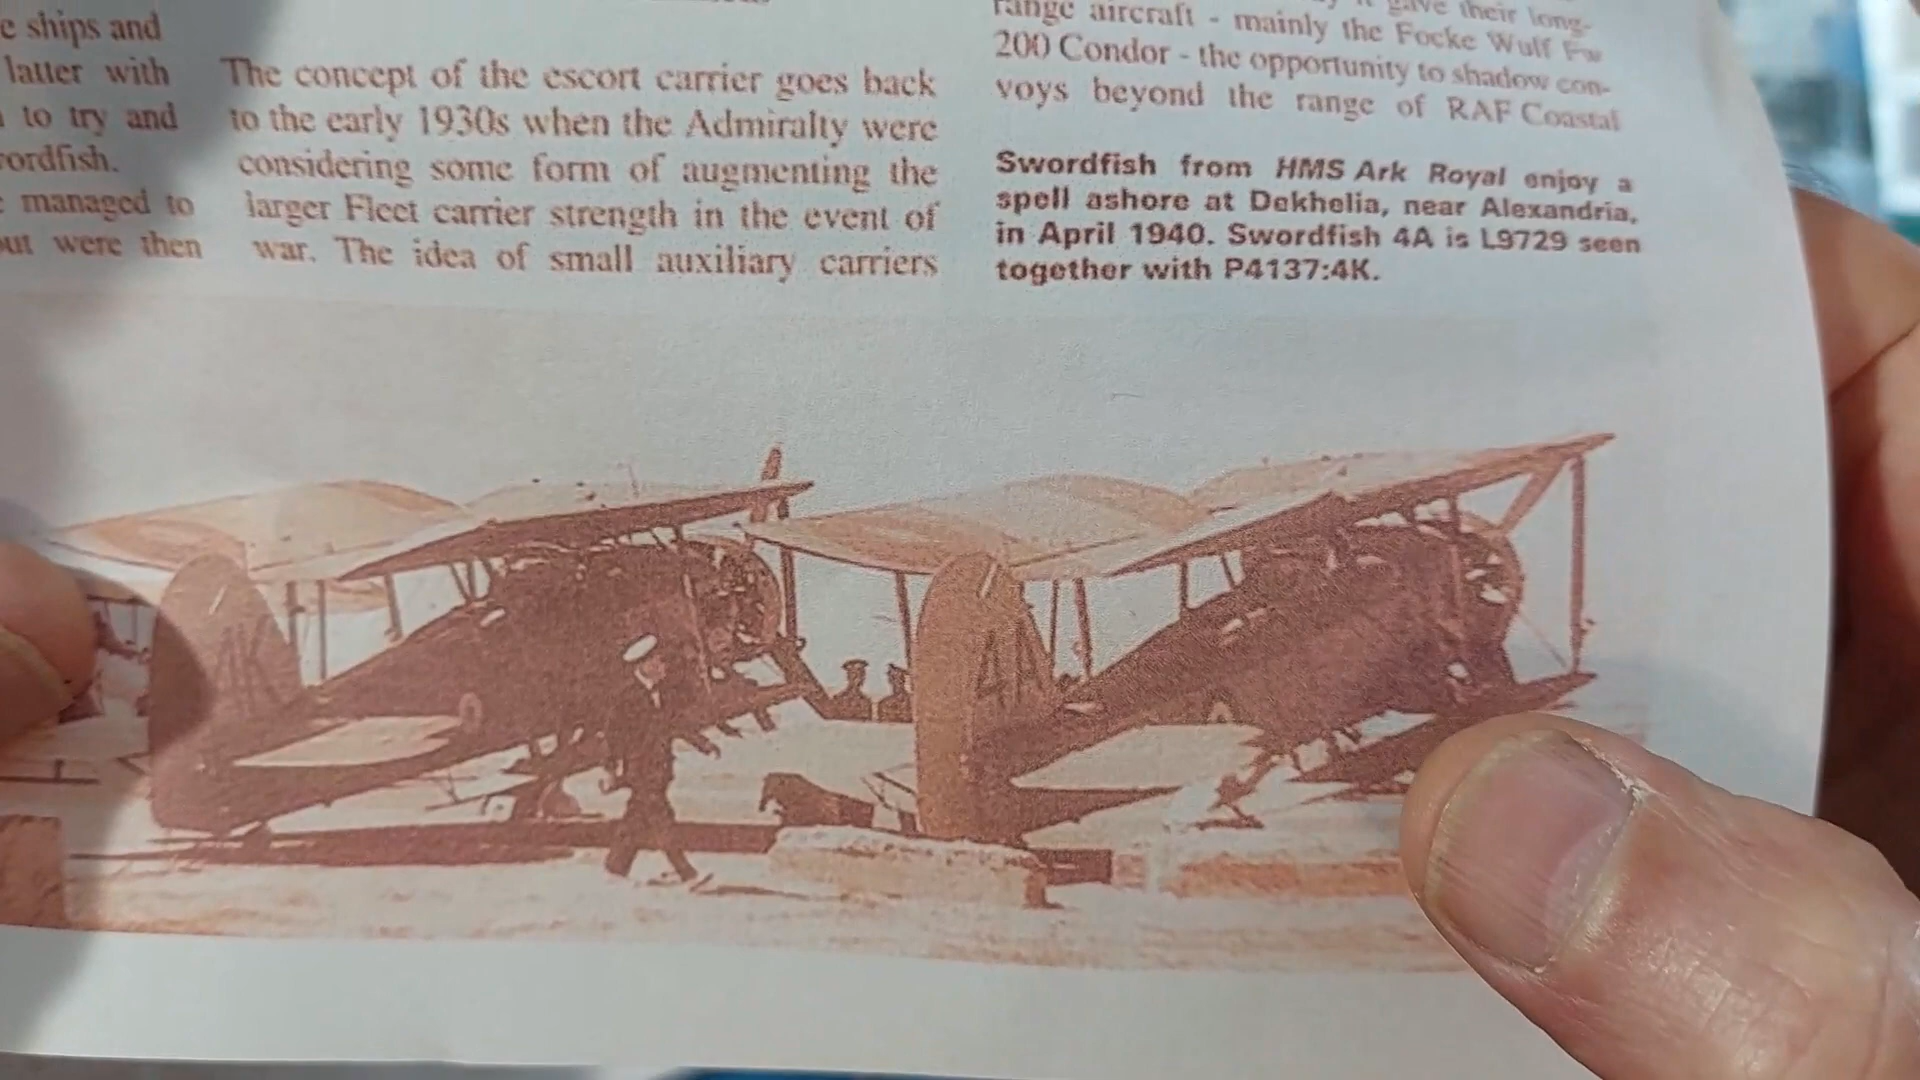 e ships and
latter with
to try and
ordfish.
managed to
out were then
The concept of the escort carrier goes back
to the early 1930s when the Admiralty were
considering some form of augmenting the
larger Fleet carrier strength in the event of
war. The idea of small auxiliary carriers
gave their long-
range aircraft - mainly the Focke Wulf Fw
200 Condor - the opportunity to shadow con-
voys beyond the range of RAF Coastal
Swordfish from HMS Ark Royal enjoy a
spell ashore at Dekhelia, near Alexandria,
in April 1940. Swordfish 4A is L9729 seen
together with P4137:4K.
4K
4A